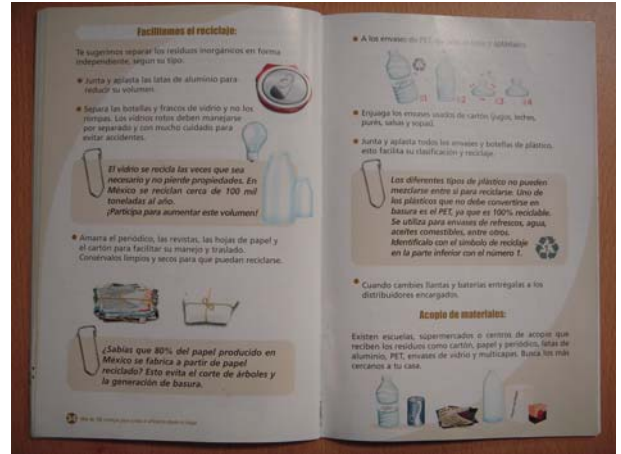 Facilitemos el reciclaje:
Te sugerimos separar los residuos inorgánicos en forma
independiente, según su tipo.
Junta y aplasta las latas de aluminio para
reducir su volumen.
Separa las botellas y frascos de vidrio y no los
rompas. Los vidrios rotos deben manejarse
por separado y con mucho cuidado para
evitar accidentes.
El vidrio se recicla las veces que sea
necesario y no pierde propiedades. En
México se reciclan cerca de 100 mil
toneladas al año.
¡Participa para aumentar este volumen!
Amarra el periódico, las revistas, las hojas de papel y
el cartón para facilitar su manejo y traslado.
Consérvalos limpios y secos para que puedan reciclarse.
¿Sabías que 80% del papel producido en
México se fabrica a partir de papel
reciclado? Esto evita el corte de árboles y
la generación de basura.
A los envases de PET
Enjuaga los envases usados de cartón (jugos, leches,
purés, salsas y sopas).
Junta y aplasta todos los envases y botellas de plástico,
esto facilita su clasificación y reciclaje.
Los diferentes tipos de plástico no pueden
mezclarse entre sí para reciclarse. Uno de
los plásticos que no debe convertirse en
basura es el PET, ya que es 100% reciclable.
Se utiliza para envases de refrescos, agua,
aceites comestibles, entre otros.
Identifícalo con el símbolo de reciclaje
en la parte inferior con el número 1.
Cuando cambies llantas y baterías entrégalas a los
distribuidores encargados.
Acopio de materiales:
Existen escuelas, supermercados o centros de acopio que
reciben los residuos como cartón, papel y periódico, latas de
aluminio, PET, envases de vidrio y multicapas. Busca los más
cercanos a tu casa.